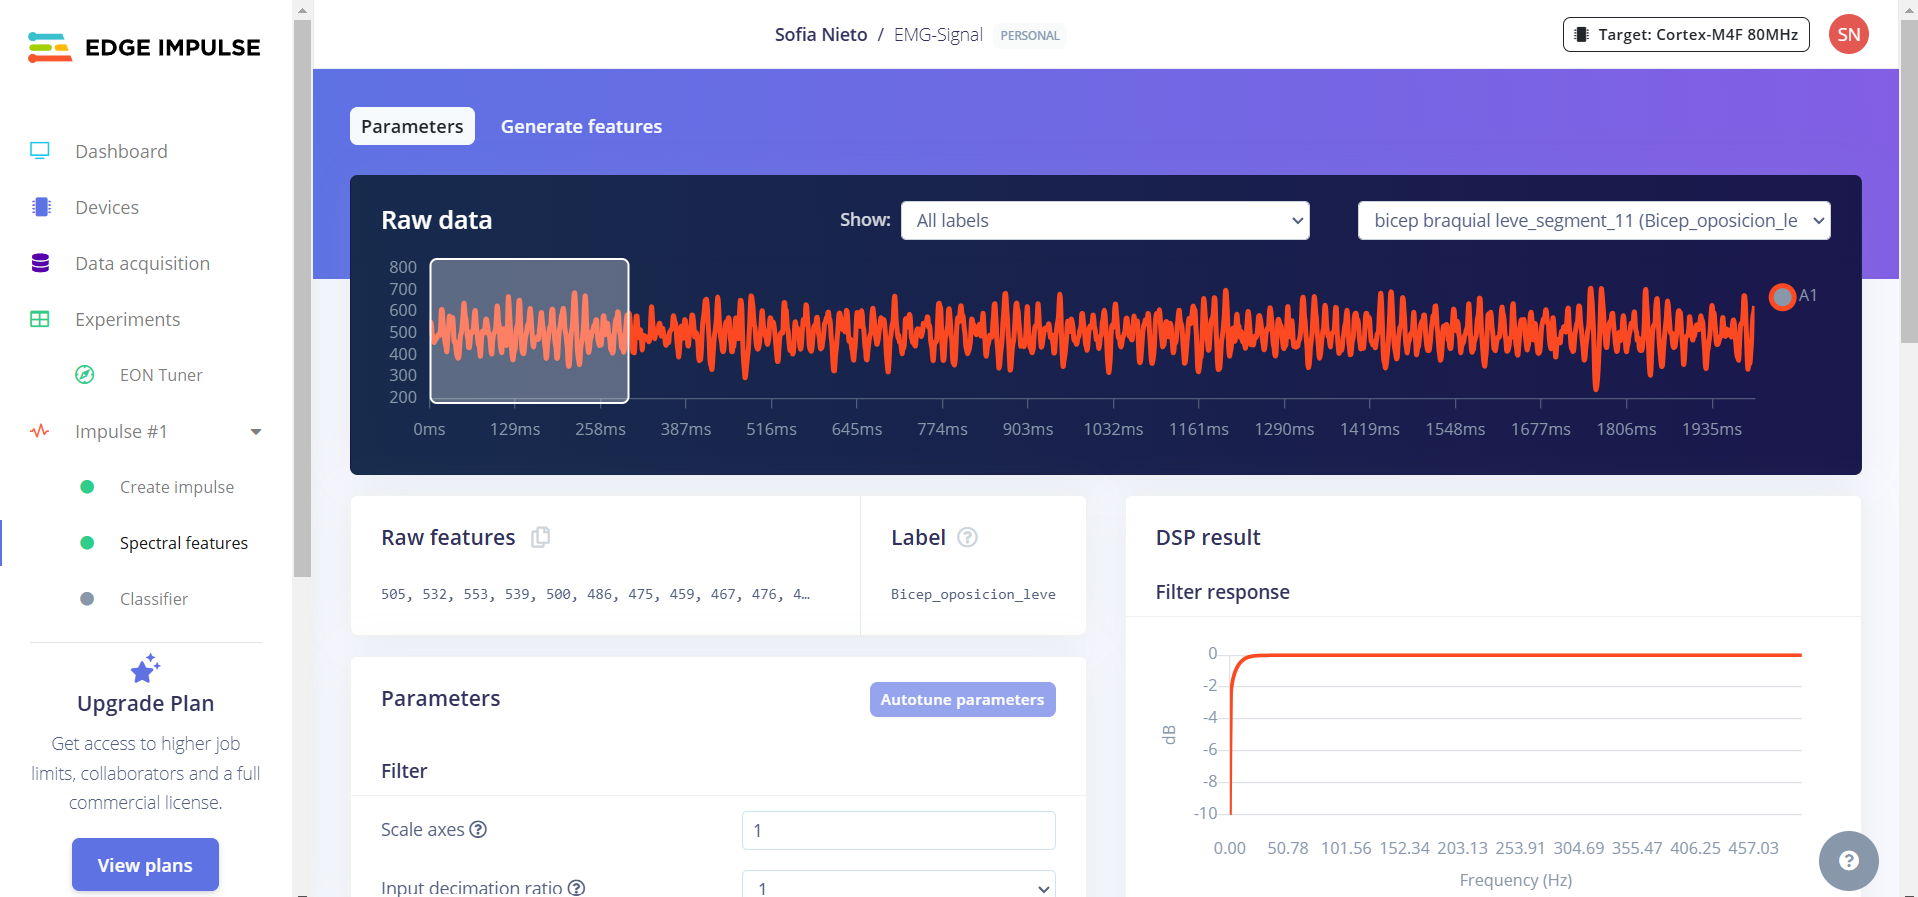 EDGE IMPULSE
Sofia Nieto / EMG-Signal PERSONAL
Target: Cortex-M4F 80MHz
SN
Dashboard
Devices
Data acquisition
Experiments
EON Tuner
Impulse #1
Create impulse
Spectral features
Classifier
Upgrade Plan
Get access to higher job
limits, collaborators and a full
commercial license.
View plans
Parameters
Generate features
Raw data
Show:
All labels
bicep braquial leve_segment_11 (Bicep_oposicion_le
800
700
600
500
400
300
200
0ms 129ms 258ms 387ms 516ms 645ms 774ms 903ms 1032ms 1161ms 1290ms 1419ms 1548ms 1677ms 1806ms 1935ms
A1
Raw features
505, 532, 553, 539, 500, 486, 475, 459, 467, 476, 4…
Label ?
Bicep_oposicion_leve
Parameters
Autotune parameters
Filter
Scale axes ?
1
Input decimation ratio ?
1
DSP result
Filter response
0
-2
-4
-6
-8
-10
dB
0.00 50.78 101.56 152.34 203.13 253.91 304.69 355.47 406.25 457.03
Frequency (Hz)
?